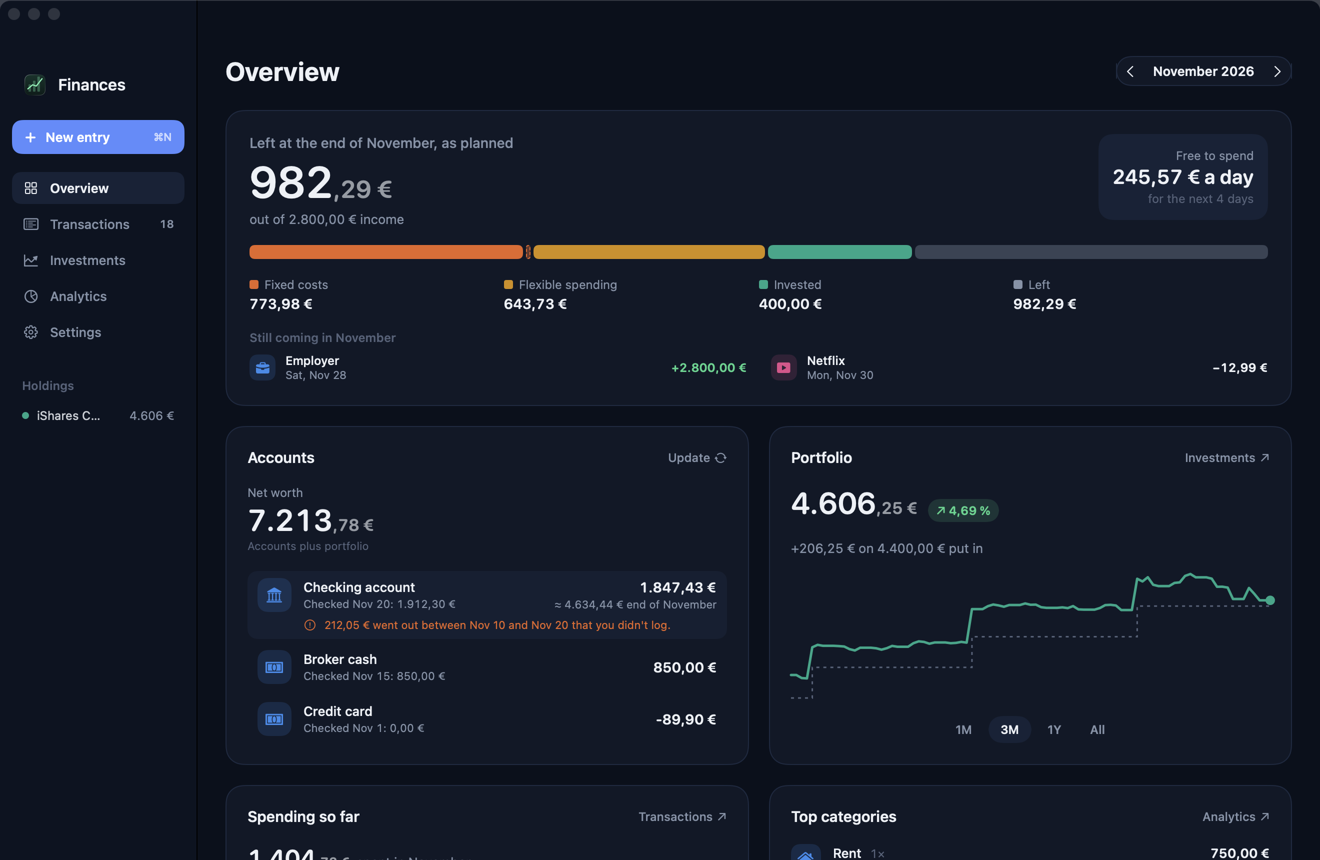 Finances
New entry ⌘N
Overview
Transactions 18
Investments
Analytics
Settings
Holdings
iShares C... 4.606 €
Overview
November 2026
Left at the end of November, as planned
982,29 €
out of 2.800,00 € income
Free to spend
245,57 € a day
for the next 4 days
Fixed costs
773,98 €
Flexible spending
643,73 €
Invested
400,00 €
Left
982,29 €
Still coming in November
Employer
Sat, Nov 28
+2.800,00 €
Netflix
Mon, Nov 30
−12,99 €
Accounts
Update
Net worth
7.213,78 €
Accounts plus portfolio
Checking account 1.847,43 €
Checked Nov 20: 1.912,30 € ≈ 4.634,44 € end of November
212,05 € went out between Nov 10 and Nov 20 that you didn't log.
Broker cash
Checked Nov 15: 850,00 €
850,00 €
Credit card
Checked Nov 1: 0,00 €
-89,90 €
Portfolio
Investments
4.606,25 € 4,69 %
+206,25 € on 4.400,00 € put in
1M 3M 1Y All
Spending so far
Transactions
1.404
Top categories
Analytics
Rent 1×
750,00 €